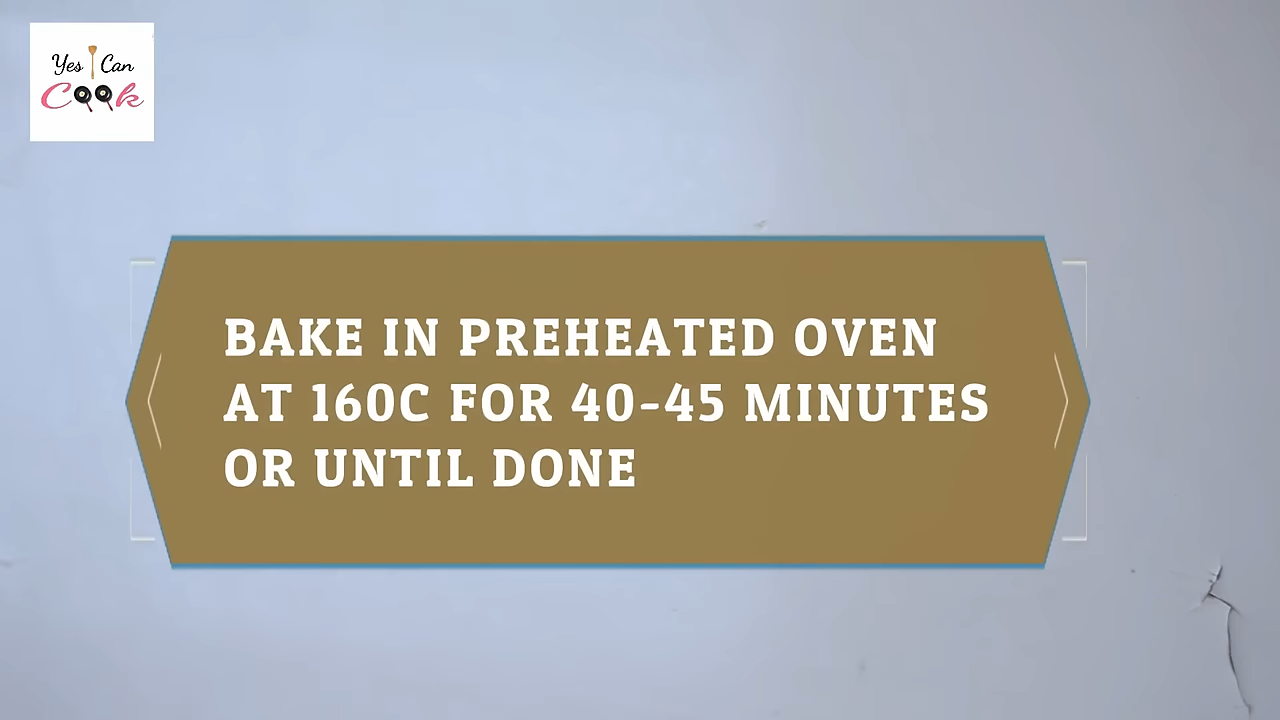 Yes Can
Cook
BAKE IN PREHEATED OVEN
AT 160C FOR 40-45 MINUTES
OR UNTIL DONE